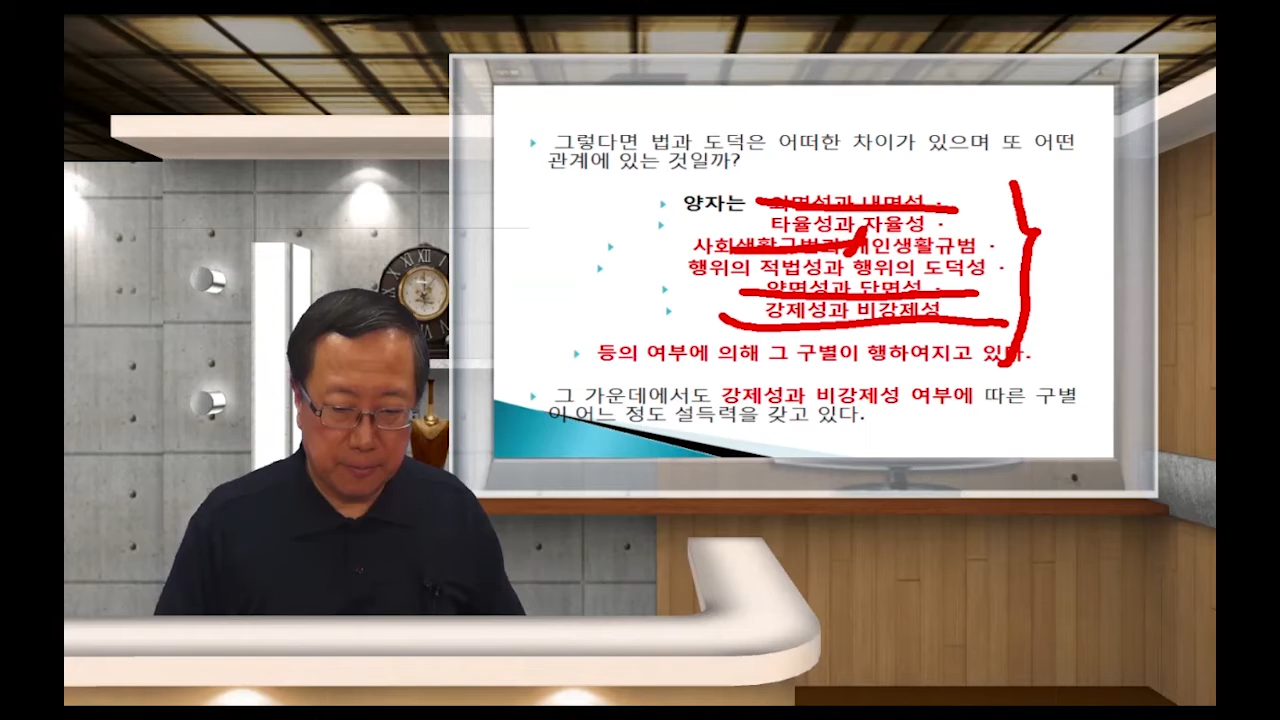 그렇다면 법과 도덕은 어떠한 차이가 있으며 또 어떤
관계에 있는 것일까?
양자는 외면성과 내면성 ·
타율성과 자율성 ·
사회생활규범과 개인생활규범 ·
행위의 적법성과 행위의 도덕성 ·
양면성과 단면성 ·
강제성과 비강제성
등의 여부에 의해 그 구별이 행하여지고 있다.
그 가운데에서도 강제성과 비강제성 여부에 따른 구별
이 어느 정도 설득력을 갖고 있다.